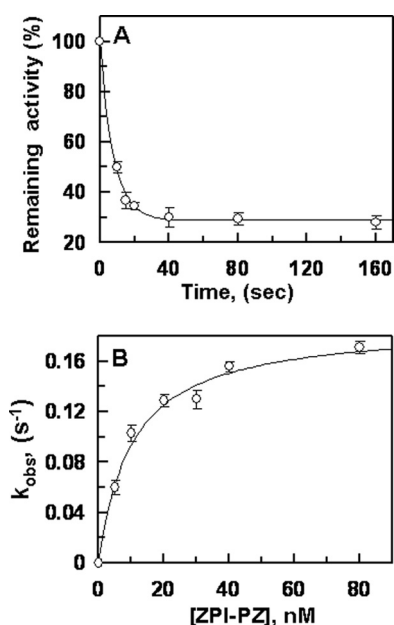 A
Remaining activity (%)
100
80
60
40
20
0 40 80 120 160
Time, (sec)
B
kobs, (s-1)
0.16
0.12
0.08
0.04
0
0 20 40 60 80
[ZPI-PZ], nM